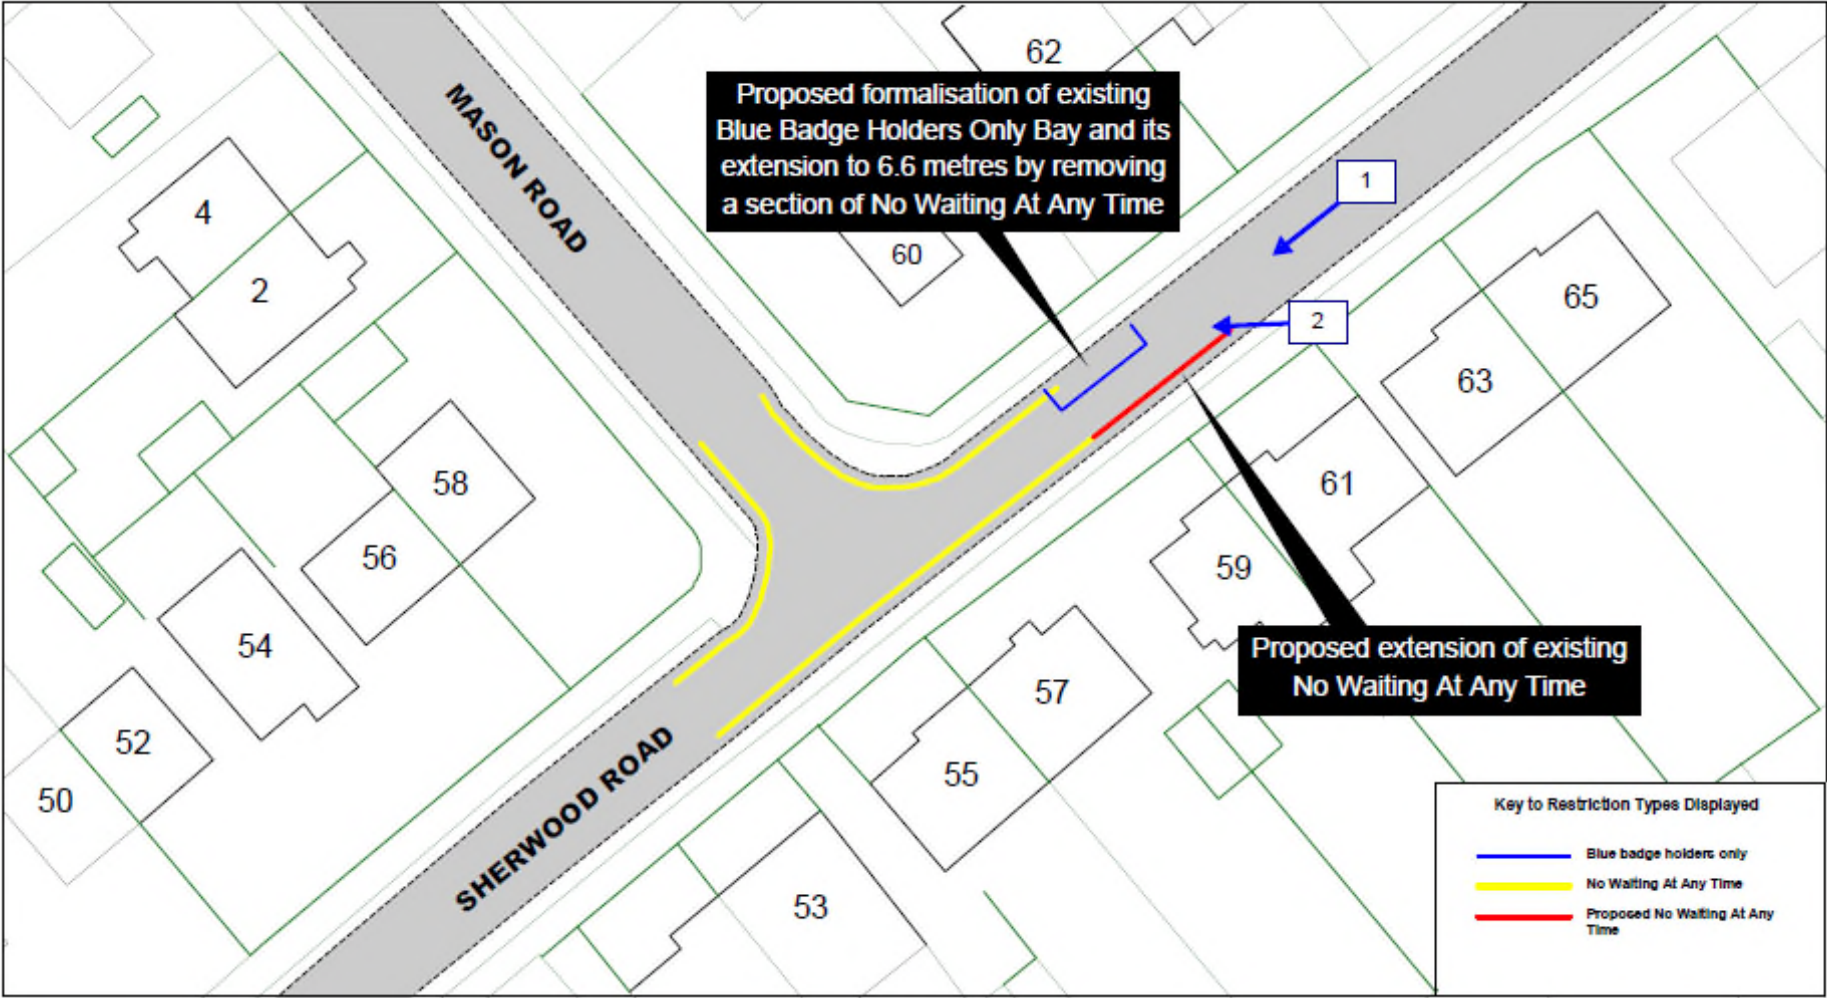 62
Proposed formalisation of existing
Blue Badge Holders Only Bay and its
extension to 6.6 metres by removing
a section of No Waiting At Any Time
MASON ROAD
1
4
60
2
65
2
63
58
61
56
59
54
Proposed extension of existing
No Waiting At Any Time
57
52
55
50
SHERWOOD ROAD
53
Key to Restriction Types Displayed
Blue badge holders only
No Waiting At Any Time
Proposed No Waiting At Any
Time